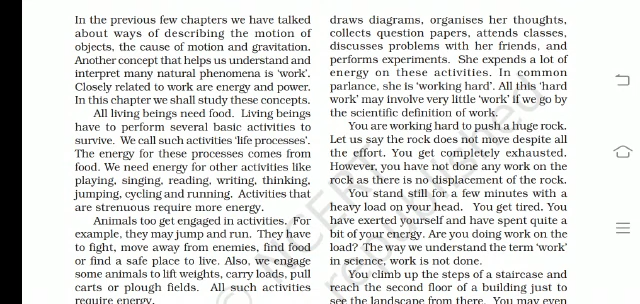 In the previous few chapters we have talked
about ways of describing the motion of
objects, the cause of motion and gravitation.
Another concept that helps us understand and
interpret many natural phenomena is ‘work’.
Closely related to work are energy and power.
In this chapter we shall study these concepts.
All living beings need food. Living beings
have to perform several basic activities to
survive. We call such activities ‘life processes’.
The energy for these processes comes from
food. We need energy for other activities like
playing, singing, reading, writing, thinking,
jumping, cycling and running. Activities that
are strenuous require more energy.
Animals too get engaged in activities. For
example, they may jump and run. They have
to fight, move away from enemies, find food
or find a safe place to live. Also, we engage
some animals to lift weights, carry loads, pull
carts or plough fields. All such activities
require energy.
draws diagrams, organises her thoughts,
collects question papers, attends classes,
discusses problems with her friends, and
performs experiments. She expends a lot of
energy on these activities. In common
parlance, she is ‘working hard’. All this ‘hard
work’ may involve very little ‘work’ if we go by
the scientific definition of work.
You are working hard to push a huge rock.
Let us say the rock does not move despite all
the effort. You get completely exhausted.
However, you have not done any work on the
rock as there is no displacement of the rock.
You stand still for a few minutes with a
heavy load on your head. You get tired. You
have exerted yourself and have spent quite a
bit of your energy. Are you doing work on the
load? The way we understand the term ‘work’
in science, work is not done.
You climb up the steps of a staircase and
reach the second floor of a building just to
see the landscape from there. You may even